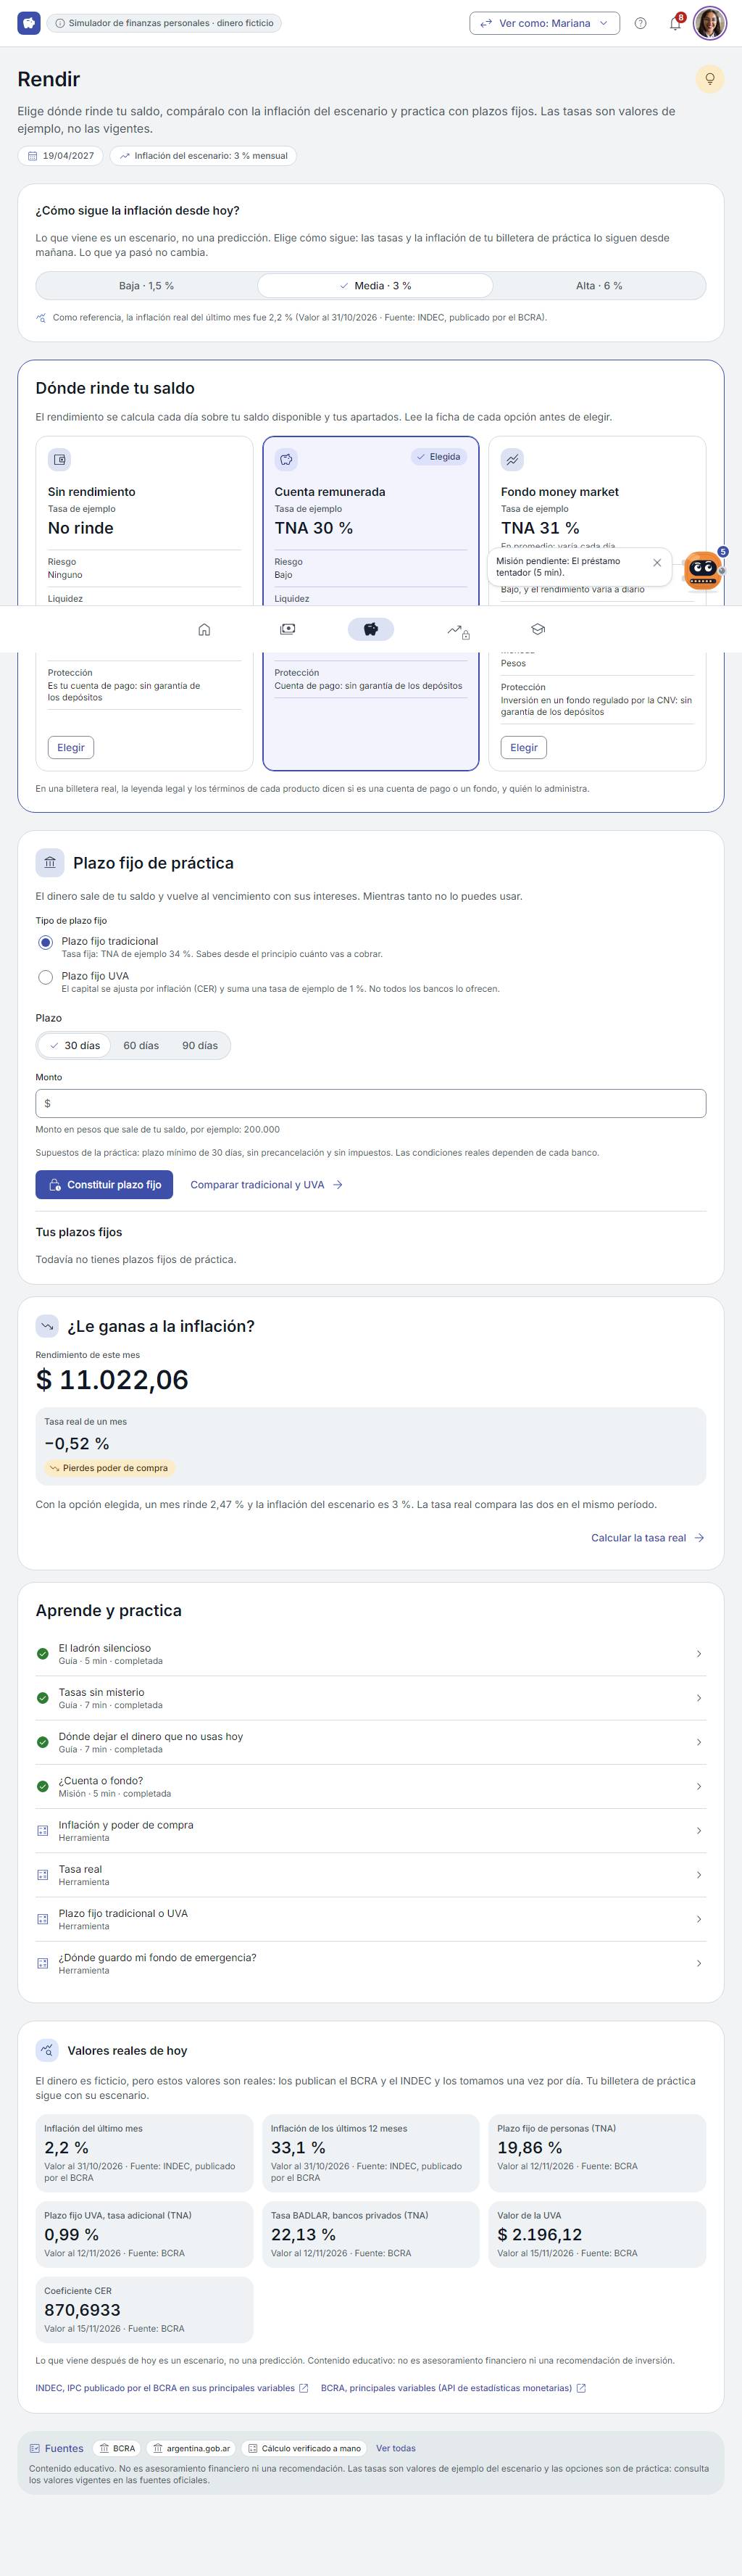 Simulador de finanzas personales · dinero ficticio
Ver como: Mariana
8
Rendir
Elige dónde rinde tu saldo, compáralo con la inflación del escenario y practica con plazos fijos. Las tasas son valores de
ejemplo, no las vigentes.
19/04/2027
Inflación del escenario: 3 % mensual
¿Cómo sigue la inflación desde hoy?
Lo que viene es un escenario, no una predicción. Elige cómo sigue: las tasas y la inflación de tu billetera de práctica lo siguen desde
mañana. Lo que ya pasó no cambia.
Baja · 1,5 %
Media · 3 %
Alta · 6 %
Como referencia, la inflación real del último mes fue 2,2 % (Valor al 31/10/2026 · Fuente: INDEC, publicado por el BCRA).
Dónde rinde tu saldo
El rendimiento se calcula cada día sobre tu saldo disponible y tus apartados. Lee la ficha de cada opción antes de elegir.
Sin rendimiento
Tasa de ejemplo
No rinde
Riesgo
Ninguno
Liquidez
Protección
Es tu cuenta de pago: sin garantía de
los depósitos
Elegir
Elegida
Cuenta remunerada
Tasa de ejemplo
TNA 30 %
Riesgo
Bajo
Liquidez
Protección
Cuenta de pago: sin garantía de los depósitos
Fondo money market
Tasa de ejemplo
TNA 31 %
En promedio: varía cada día
Misión pendiente: El préstamo
tentador (5 min).
5
Bajo, y el rendimiento varía a diario
Moneda
Pesos
Protección
Inversión en un fondo regulado por la CNV: sin
garantía de los depósitos
Elegir
En una billetera real, la leyenda legal y los términos de cada producto dicen si es una cuenta de pago o un fondo, y quién lo administra.
Plazo fijo de práctica
El dinero sale de tu saldo y vuelve al vencimiento con sus intereses. Mientras tanto no lo puedes usar.
Tipo de plazo fijo
Plazo fijo tradicional
Tasa fija: TNA de ejemplo 34 %. Sabes desde el principio cuánto vas a cobrar.
Plazo fijo UVA
El capital se ajusta por inflación (CER) y suma una tasa de ejemplo de 1 %. No todos los bancos lo ofrecen.
Plazo
30 días
60 días
90 días
Monto
$
Monto en pesos que sale de tu saldo, por ejemplo: 200.000
Supuestos de la práctica: plazo mínimo de 30 días, sin precancelación y sin impuestos. Las condiciones reales dependen de cada banco.
Constituir plazo fijo
Comparar tradicional y UVA
Tus plazos fijos
Todavía no tienes plazos fijos de práctica.
¿Le ganas a la inflación?
Rendimiento de este mes
$ 11.022,06
Tasa real de un mes
−0,52 %
Pierdes poder de compra
Con la opción elegida, un mes rinde 2,47 % y la inflación del escenario es 3 %. La tasa real compara las dos en el mismo período.
Calcular la tasa real
Aprende y practica
El ladrón silencioso
Guía · 5 min · completada
Tasas sin misterio
Guía · 7 min · completada
Dónde dejar el dinero que no usas hoy
Guía · 7 min · completada
¿Cuenta o fondo?
Misión · 5 min · completada
Inflación y poder de compra
Herramienta
Tasa real
Herramienta
Plazo fijo tradicional o UVA
Herramienta
¿Dónde guardo mi fondo de emergencia?
Herramienta
Valores reales de hoy
El dinero es ficticio, pero estos valores son reales: los publican el BCRA y el INDEC y los tomamos una vez por día. Tu billetera de práctica
sigue con su escenario.
Inflación del último mes
2,2 %
Valor al 31/10/2026 · Fuente: INDEC, publicado
por el BCRA
Inflación de los últimos 12 meses
33,1 %
Valor al 31/10/2026 · Fuente: INDEC, publicado
por el BCRA
Plazo fijo de personas (TNA)
19,86 %
Valor al 12/11/2026 · Fuente: BCRA
Plazo fijo UVA, tasa adicional (TNA)
0,99 %
Valor al 12/11/2026 · Fuente: BCRA
Tasa BADLAR, bancos privados (TNA)
22,13 %
Valor al 12/11/2026 · Fuente: BCRA
Valor de la UVA
$ 2.196,12
Valor al 15/11/2026 · Fuente: BCRA
Coeficiente CER
870,6933
Valor al 15/11/2026 · Fuente: BCRA
Lo que viene después de hoy es un escenario, no una predicción. Contenido educativo: no es asesoramiento financiero ni una recomendación de inversión.
INDEC, IPC publicado por el BCRA en sus principales variables
BCRA, principales variables (API de estadísticas monetarias)
Fuentes
BCRA
argentina.gob.ar
Cálculo verificado a mano
Ver todas
Contenido educativo. No es asesoramiento financiero ni una recomendación. Las tasas son valores de ejemplo del escenario y las opciones son de práctica: consulta
los valores vigentes en las fuentes oficiales.